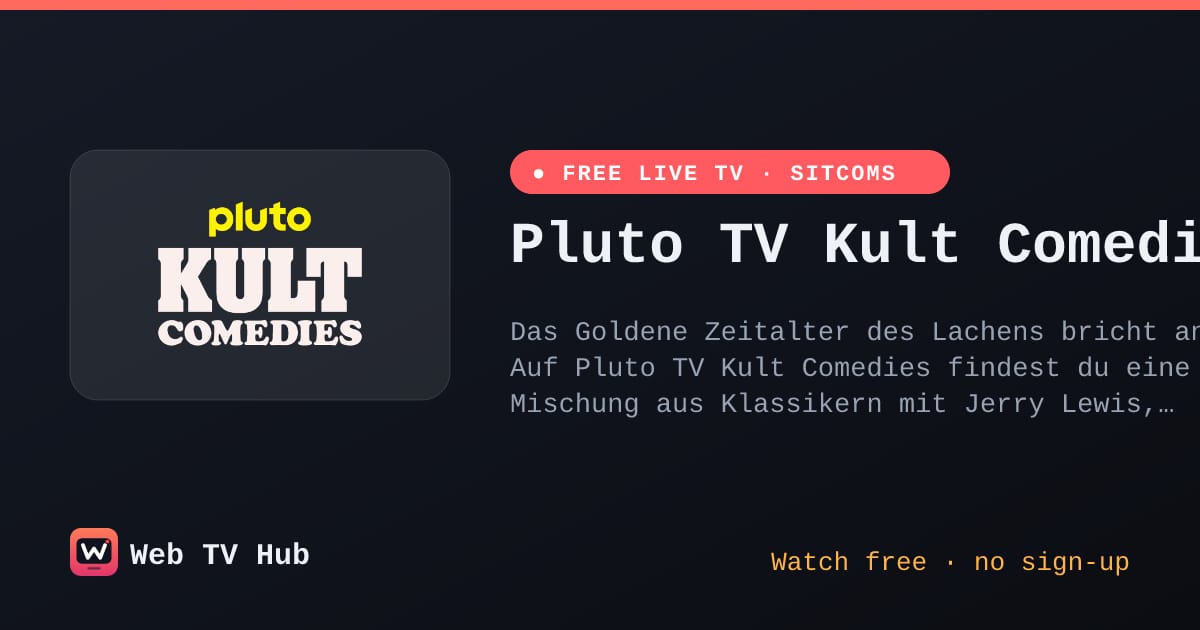 pluto
KULT
COMEDIES
• FREE LIVE TV · SITCOMS
Pluto TV Kult Comedi
Das Goldene Zeitalter des Lachens bricht an
Auf Pluto TV Kult Comedies findest du eine
Mischung aus Klassikern mit Jerry Lewis,…
W
Web TV Hub
Watch free · no sign-up